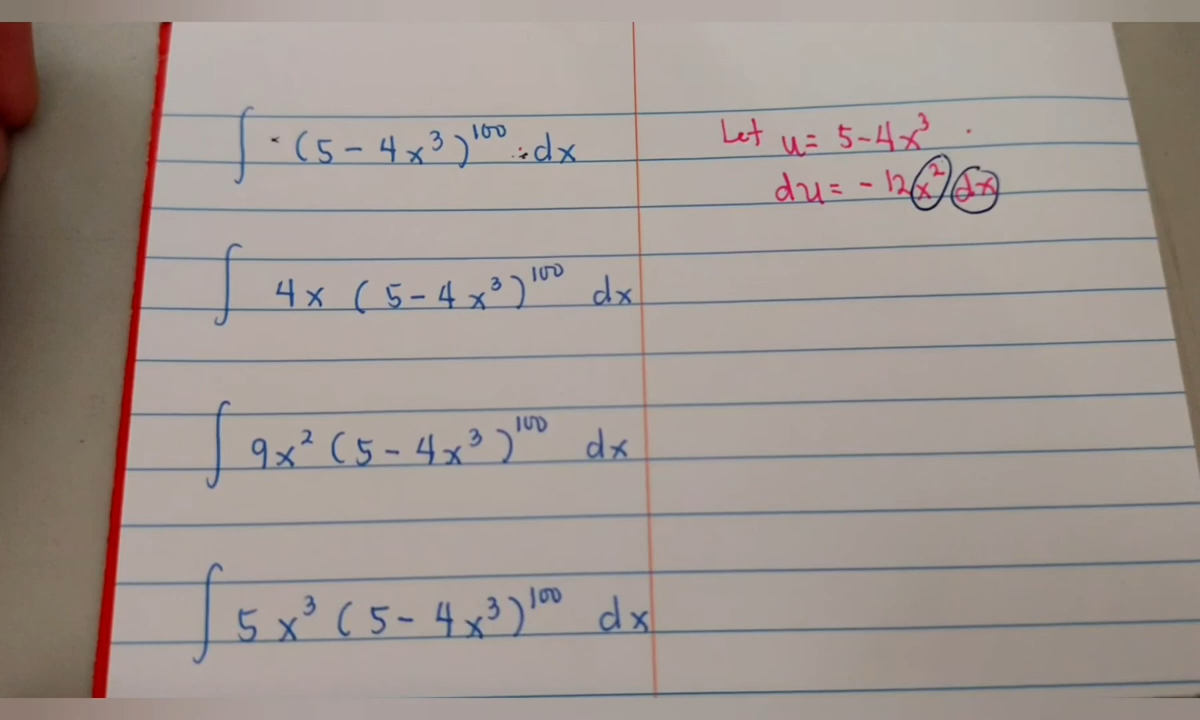 ∫ (5 - 4x³)¹⁰⁰ dx
Let u = 5 - 4x³
du = - 12x² dx
∫ 4x (5 - 4x³)¹⁰⁰ dx
∫ 9x² (5 - 4x³)¹⁰⁰ dx
∫ 5x³ (5 - 4x³)¹⁰⁰ dx